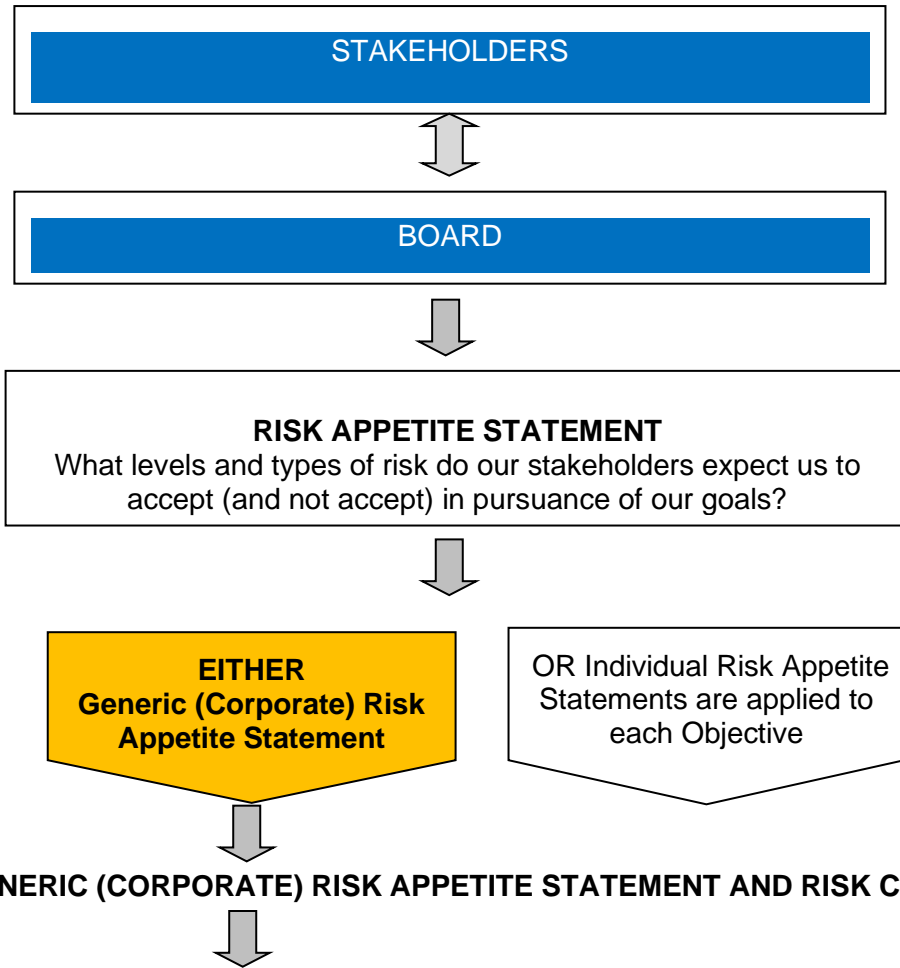 STAKEHOLDERS
BOARD
RISK APPETITE STATEMENT
What levels and types of risk do our stakeholders expect us to
accept (and not accept) in pursuance of our goals?
EITHER
Generic (Corporate) Risk
Appetite Statement
OR Individual Risk Appetite
Statements are applied to
each Objective
NERIC (CORPORATE) RISK APPETITE STATEMENT AND RISK C